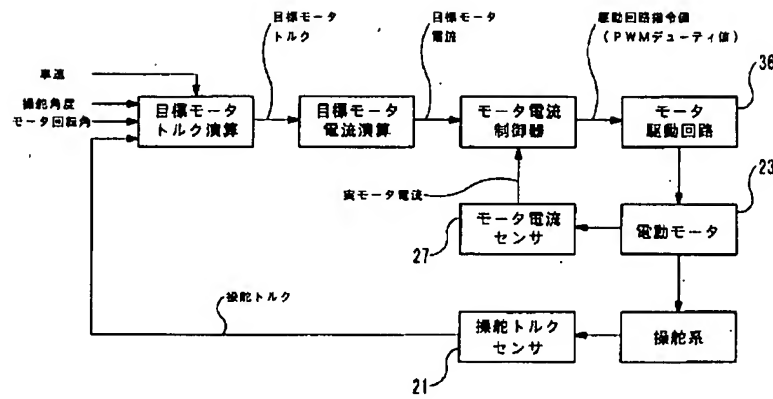 目標モータ
トルク
目標モータ
電流
駆動回路指令値
(PWMデューティ値)
36
車速
操舵角度
モータ回転角
目標モータ
トルク演算
目標モータ
電流演算
モータ電流
制御器
モータ
駆動回路
23
実モータ電流
モータ電流
センサ
27
電動モータ
操舵トルク
操舵トルク
センサ
21
操舵系